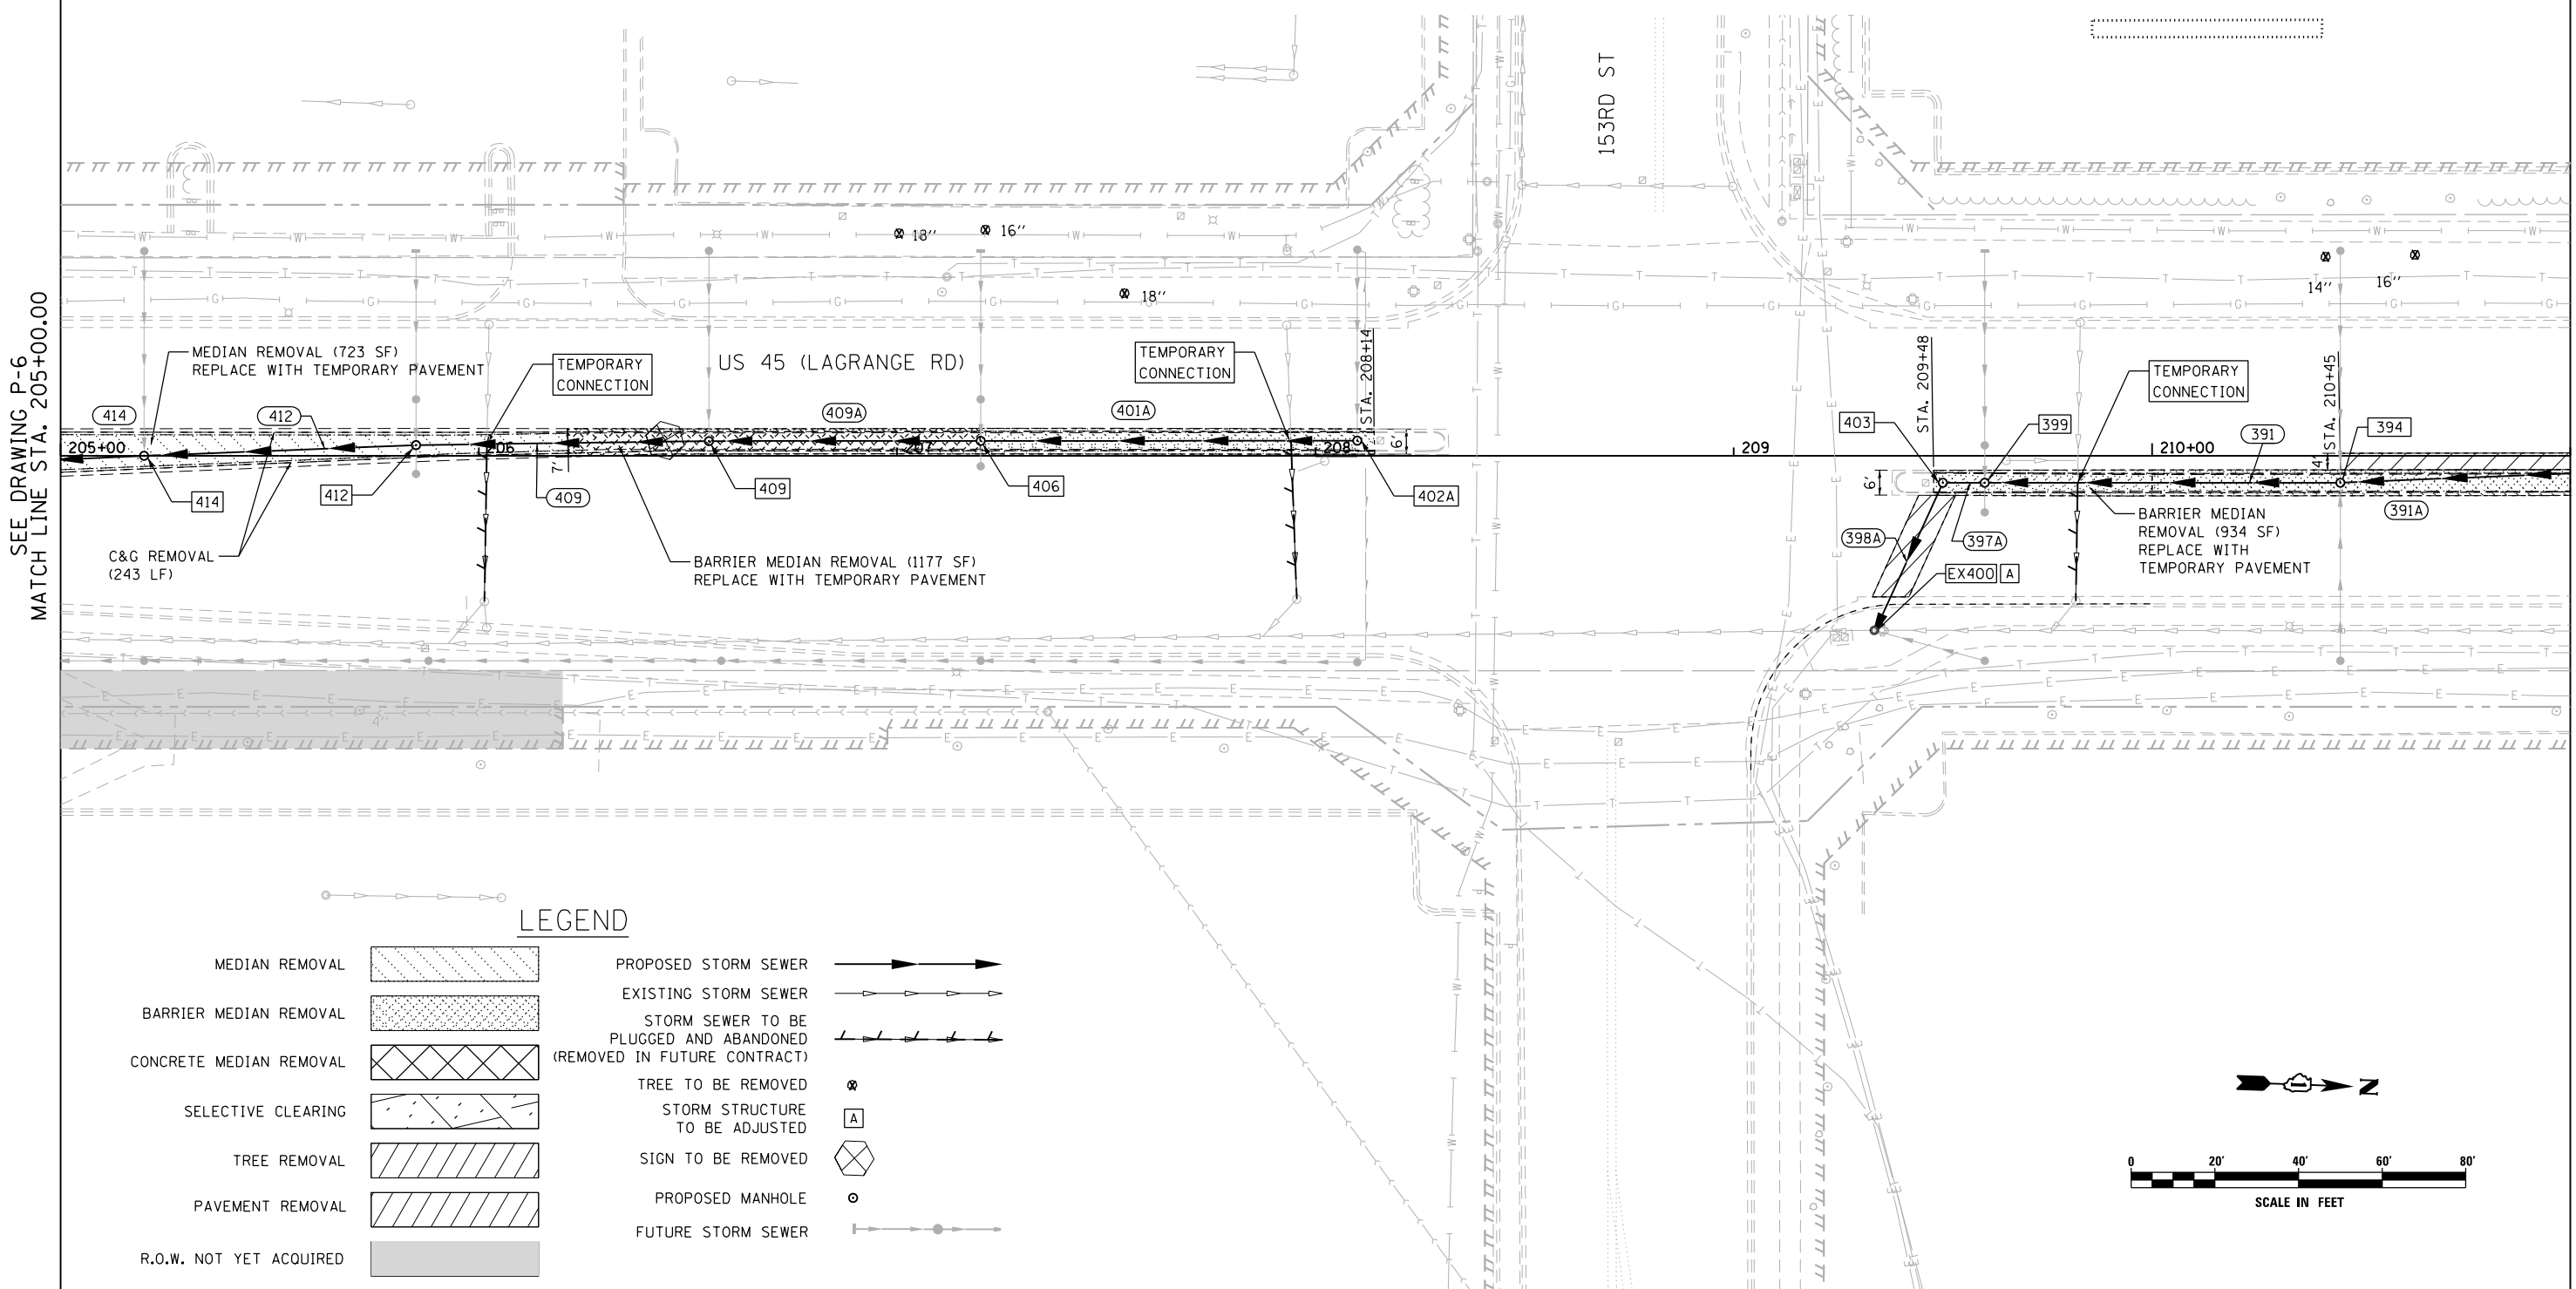 153RD ST
SEE DRAWING P-6
MATCH LINE STA. 205+00.00
18''
16''
18''
14''
16''
MEDIAN REMOVAL (723 SF)
REPLACE WITH TEMPORARY PAVEMENT
TEMPORARY
CONNECTION
US 45 (LAGRANGE RD)
TEMPORARY
CONNECTION
STA. 208+14
STA. 209+48
TEMPORARY
CONNECTION
STA. 210+45
414
412
409A
401A
403
399
391
394
205+00
206
207
208
209
210+00
7'
6'
6'
4'
414
412
409
409
406
402A
391A
398A
397A
EX400 A
C&G REMOVAL
(243 LF)
BARRIER MEDIAN REMOVAL (1177 SF)
REPLACE WITH TEMPORARY PAVEMENT
BARRIER MEDIAN
REMOVAL (934 SF)
REPLACE WITH
TEMPORARY PAVEMENT
4''
LEGEND
MEDIAN REMOVAL
BARRIER MEDIAN REMOVAL
CONCRETE MEDIAN REMOVAL
SELECTIVE CLEARING
TREE REMOVAL
PAVEMENT REMOVAL
R.O.W. NOT YET ACQUIRED
PROPOSED STORM SEWER
EXISTING STORM SEWER
STORM SEWER TO BE
PLUGGED AND ABANDONED
(REMOVED IN FUTURE CONTRACT)
TREE TO BE REMOVED
STORM STRUCTURE
TO BE ADJUSTED
A
SIGN TO BE REMOVED
PROPOSED MANHOLE
FUTURE STORM SEWER
N
0 20' 40' 60' 80'
SCALE IN FEET